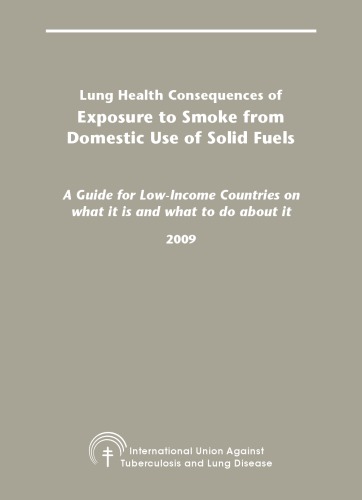 Lung Health Consequences of
Exposure to Smoke from
Domestic Use of Solid Fuels
A Guide for Low-Income Countries on
what it is and what to do about it
2009
International Union Against
Tuberculosis and Lung Disease